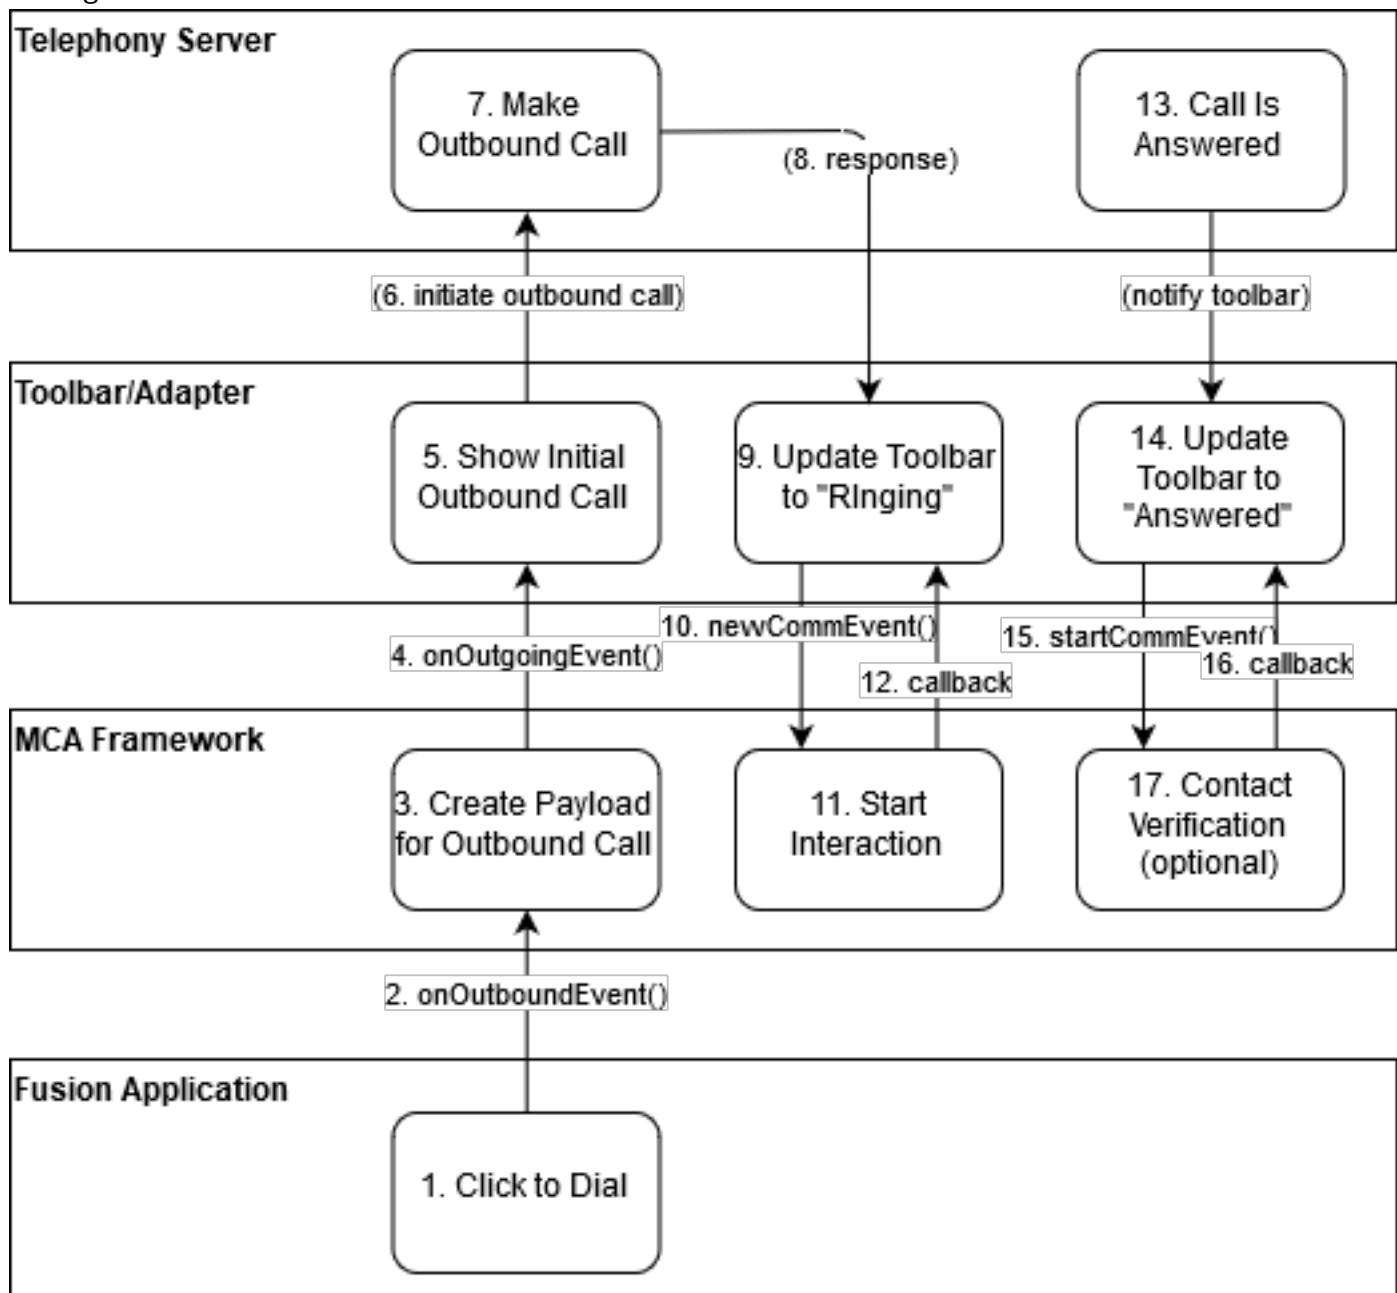 Telephony Server
7. Make
Outbound Call
(8. response)
13. Call Is
Answered
(6. initiate outbound call)
(notify toolbar)
Toolbar/Adapter
5. Show Initial
Outbound Call
9. Update Toolbar
to "RInging"
14. Update
Toolbar to
"Answered"
4. onOutgoingEvent()
10. newCommEvent()
12. callback
15. startCommEvent()
16. callback
MCA Framework
3. Create Payload
for Outbound Call
11. Start
Interaction
17. Contact
Verification
(optional)
2. onOutboundEvent()
Fusion Application
1. Click to Dial